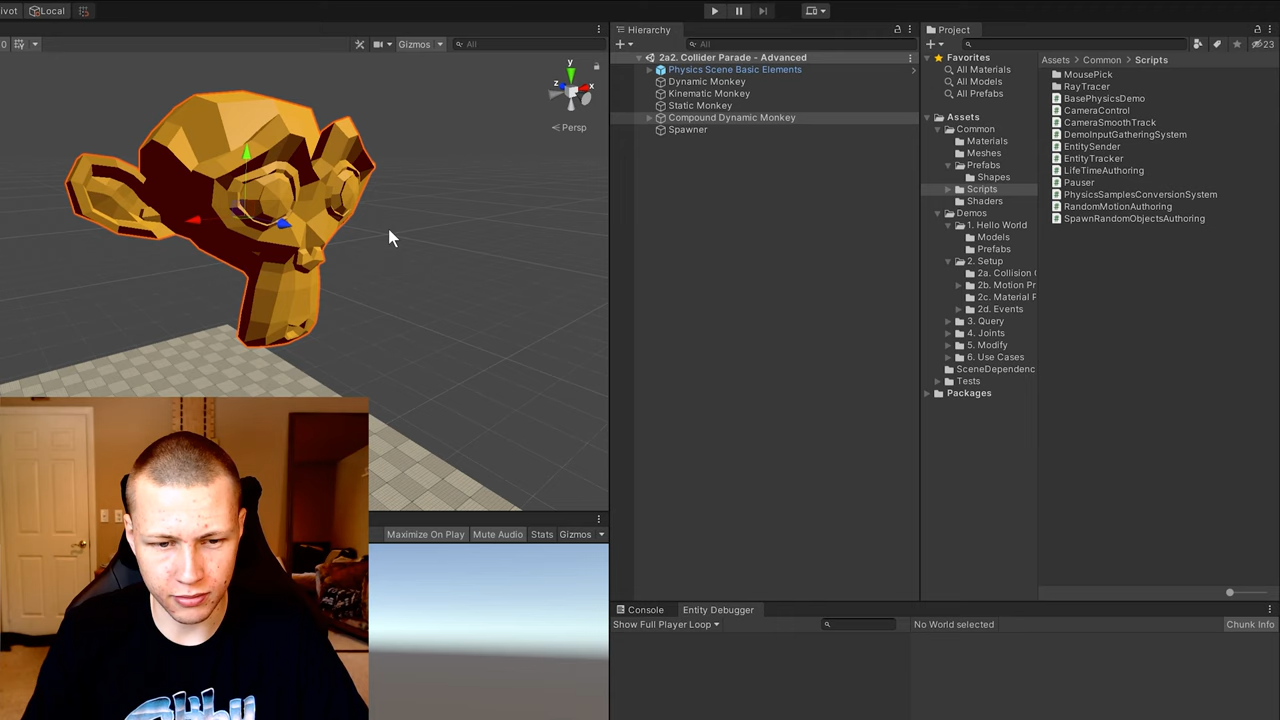 ivot Local
0 Gizmos All
y
z x
Persp
Maximize On Play Mute Audio Stats Gizmos
Hierarchy
All
2a2. Collider Parade - Advanced
Physics Scene Basic Elements
Dynamic Monkey
Kinematic Monkey
Static Monkey
Compound Dynamic Monkey
Spawner
Console Entity Debugger
Show Full Player Loop No World selected Chunk Info
Project
23
Favorites
All Materials
All Models
All Prefabs
Assets
Common
Materials
Meshes
Prefabs
Shapes
Scripts
Shaders
Demos
1. Hello World
Models
Prefabs
2. Setup
2a. Collision
2b. Motion Pr
2c. Material P
2d. Events
3. Query
4. Joints
5. Modify
6. Use Cases
SceneDependenc
Tests
Packages
Assets Common Scripts
MousePick
RayTracer
BasePhysicsDemo
CameraControl
CameraSmoothTrack
DemoInputGatheringSystem
EntitySender
EntityTracker
LifeTimeAuthoring
Pauser
PhysicsSamplesConversionSystem
RandomMotionAuthoring
SpawnRandomObjectsAuthoring